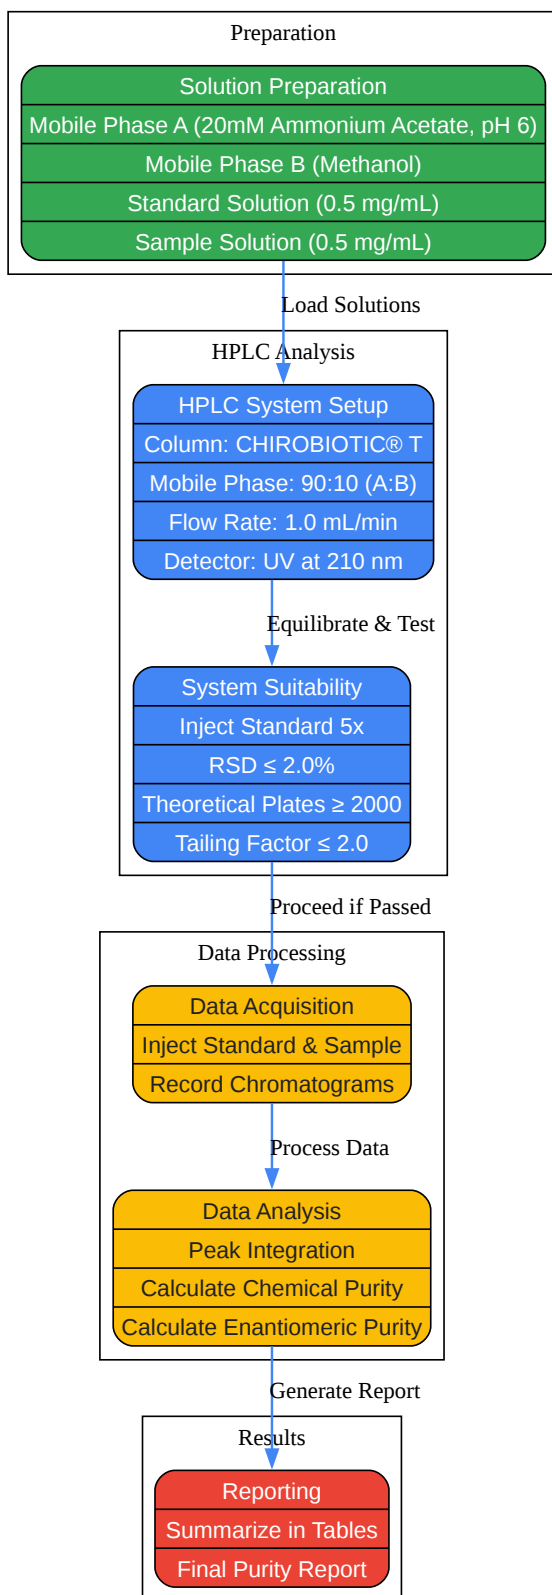 Preparation
Solution Preparation
Mobile Phase A (20mM Ammonium Acetate, pH 6)
Mobile Phase B (Methanol)
Standard Solution (0.5 mg/mL)
Sample Solution (0.5 mg/mL)
Load Solutions
HPLC Analysis
HPLC System Setup
Column: CHIROBIOTIC® T
Mobile Phase: 90:10 (A:B)
Flow Rate: 1.0 mL/min
Detector: UV at 210 nm
Equilibrate & Test
System Suitability
Inject Standard 5x
RSD ≤ 2.0%
Theoretical Plates ≥ 2000
Tailing Factor ≤ 2.0
Proceed if Passed
Data Processing
Data Acquisition
Inject Standard & Sample
Record Chromatograms
Process Data
Data Analysis
Peak Integration
Calculate Chemical Purity
Calculate Enantiomeric Purity
Generate Report
Results
Reporting
Summarize in Tables
Final Purity Report